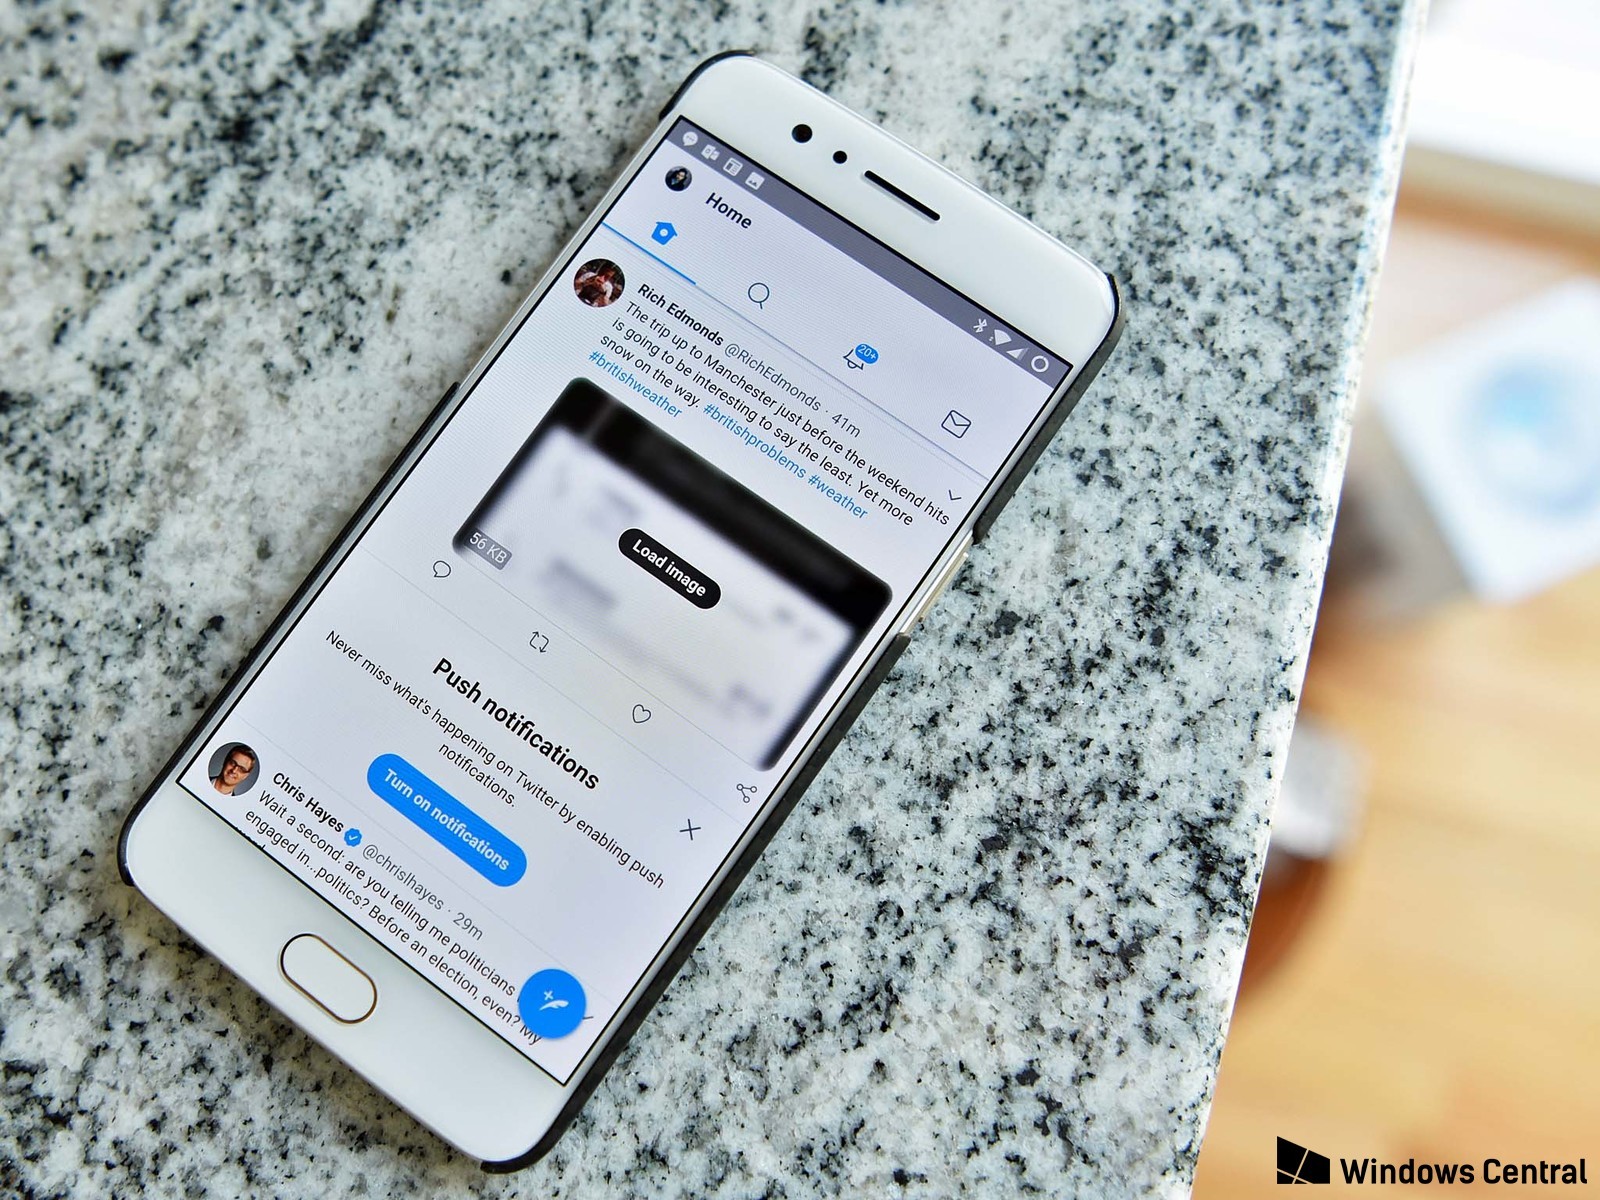 Home
20+
Rich Edmonds @RichEdmonds · 41m
The trip up to Manchester just before the weekend hits
is going to be interesting to say the least. Yet more
snow on the way. #britishproblems #weather
#britishweather
Load image
56 KB
Push notifications
Never miss what's happening on Twitter by enabling push
notifications.
Turn on notifications
Chris Hayes @chrislhayes · 29m
Wait a second: are you telling me politicians
engaged in...politics? Before an election, even? My
Windows Central